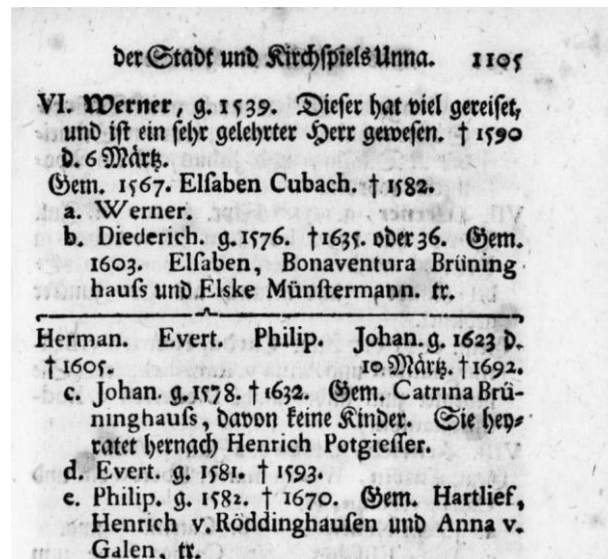 der Stadt und Kirchspiels Unna. 1105
VI. Werner, g. 1539. Dieser hat viel gereiset,
und ist ein sehr gelehrter Herr gewesen. † 1590
d. 6 Märtz.
Gem. 1567. Elsaben Cubach. † 1582.
a. Werner.
b. Diederich. g. 1576. † 1635. oder 36. Gem.
1603. Elsaben, Bonaventura Brüning
hauss und Elske Münstermann. tr.
Herman. Evert. Philip. Johan. g. 1623 d.
† 1605. 10 Märtz. † 1692.
c. Johan. g. 1578. † 1632. Gem. Catrina Brü-
ninghauss, davon keine Kinder. Sie hey-
ratet hernach Henrich Potgiesser.
d. Evert. g. 1581. † 1593.
e. Philip. g. 1582. † 1670. Gem. Hartlief,
Henrich v. Röddinghausen und Anna v.
Galen, tr.